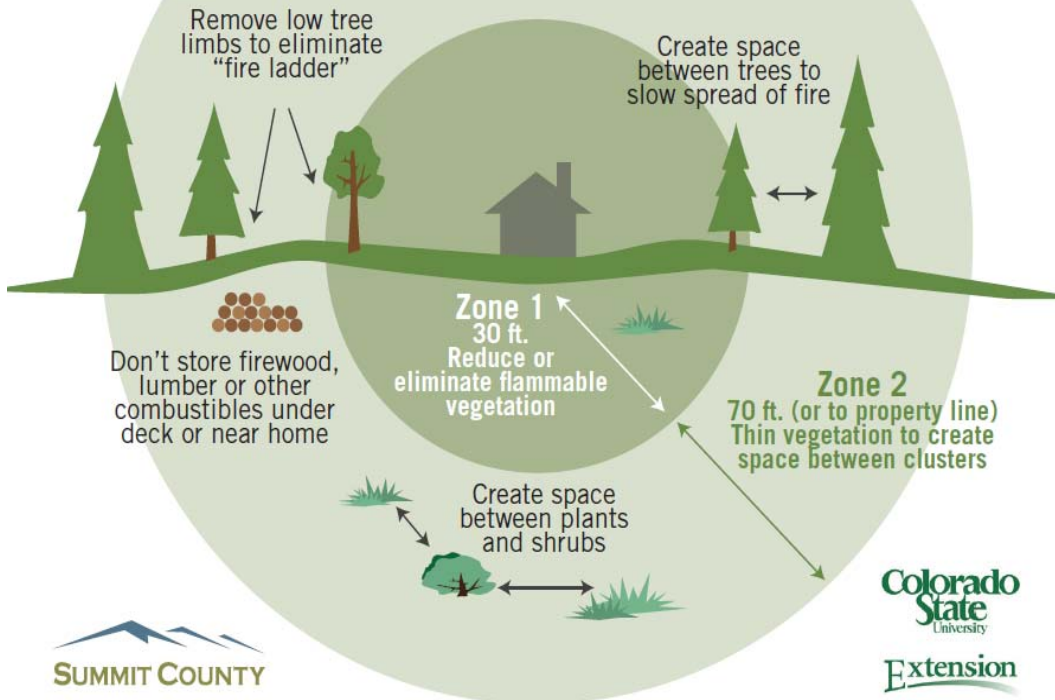 Remove low tree
limbs to eliminate
“fire ladder”
Create space
between trees to
slow spread of fire
Zone 1
30 ft.
Reduce or
eliminate flammable
vegetation
Don’t store firewood,
lumber or other
combustibles under
deck or near home
Zone 2
70 ft. (or to property line)
Thin vegetation to create
space between clusters
Create space
between plants
and shrubs
SUMMIT COUNTY
Colorado
State
University
Extension